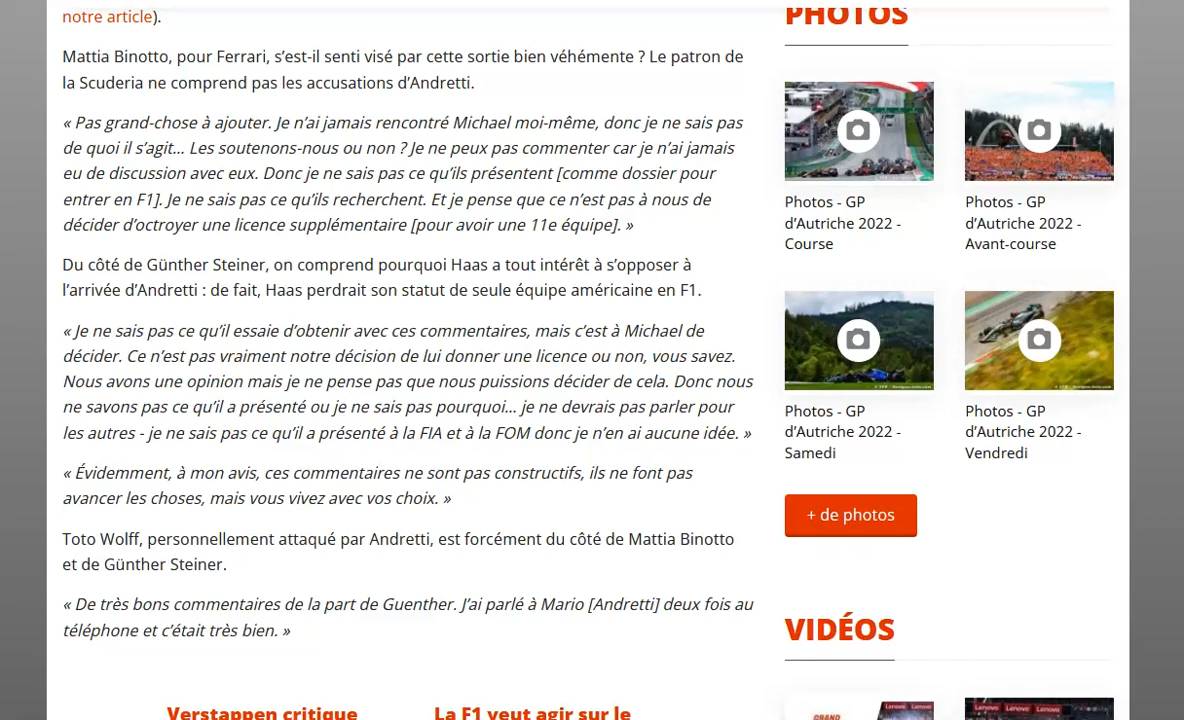 notre article).
Mattia Binotto, pour Ferrari, s’est-il senti visé par cette sortie bien véhémente ? Le patron de
la Scuderia ne comprend pas les accusations d’Andretti.
« Pas grand-chose à ajouter. Je n’ai jamais rencontré Michael moi-même, donc je ne sais pas
de quoi il s’agit... Les soutenons-nous ou non ? Je ne peux pas commenter car je n’ai jamais
eu de discussion avec eux. Donc je ne sais pas ce qu’ils présentent [comme dossier pour
entrer en F1]. Je ne sais pas ce qu’ils recherchent. Et je pense que ce n’est pas à nous de
décider d’octroyer une licence supplémentaire [pour avoir une 11e équipe]. »
Du côté de Günther Steiner, on comprend pourquoi Haas a tout intérêt à s’opposer à
l’arrivée d’Andretti : de fait, Haas perdrait son statut de seule équipe américaine en F1.
« Je ne sais pas ce qu’il essaie d’obtenir avec ces commentaires, mais c’est à Michael de
décider. Ce n’est pas vraiment notre décision de lui donner une licence ou non, vous savez.
Nous avons une opinion mais je ne pense pas que nous puissions décider de cela. Donc nous
ne savons pas ce qu’il a présenté ou je ne sais pas pourquoi... je ne devrais pas parler pour
les autres - je ne sais pas ce qu’il a présenté à la FIA et à la FOM donc je n’en ai aucune idée. »
« Évidemment, à mon avis, ces commentaires ne sont pas constructifs, ils ne font pas
avancer les choses, mais vous vivez avec vos choix. »
Toto Wolff, personnellement attaqué par Andretti, est forcément du côté de Mattia Binotto
et de Günther Steiner.
« De très bons commentaires de la part de Guenther. J’ai parlé à Mario [Andretti] deux fois au
téléphone et c’était très bien. »
Verstappen critique
La F1 veut agir sur le
PHOTOS
Photos - GP
d’Autriche 2022 -
Course
Photos - GP
d’Autriche 2022 -
Avant-course
Photos - GP
d’Autriche 2022 -
Samedi
Photos - GP
d’Autriche 2022 -
Vendredi
+ de photos
VIDÉOS
GRAND
Lenovo Lenovo
Lenovo Lenovo